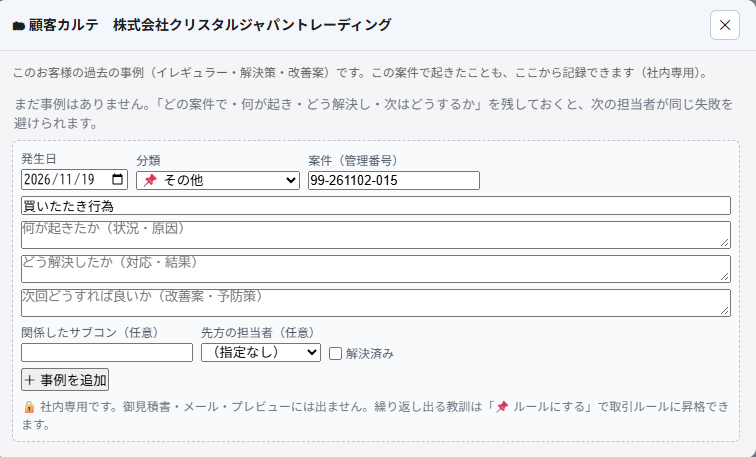 顧客カルテ　株式会社クリスタルジャパントレーディング
このお客様の過去の事例（イレギュラー・解決策・改善案）です。この案件で起きたことも、ここから記録できます（社内専用）。
まだ事例はありません。「どの案件で・何が起き・どう解決し・次はどうするか」を残しておくと、次の担当者が同じ失敗を
避けられます。
発生日　分類　案件（管理番号）
2026/11/19　📌 その他　99-261102-015
買いたたき行為
何が起きたか（状況・原因）
どう解決したか（対応・結果）
次回どうすれば良いか（改善案・予防策）
関係したサブコン（任意）　先方の担当者（任意）
（指定なし）　解決済み
＋ 事例を追加
🔒 社内専用です。御見積書・メール・プレビューには出ません。繰り返し出る教訓は「📌 ルールにする」で取引ルールに昇格でき
ます。